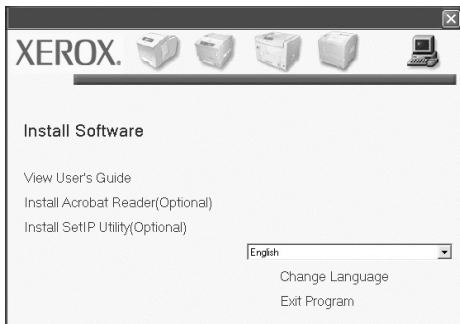 XEROX.
Install Software
View User's Guide
Install Acrobat Reader(Optional)
Install SetIP Utility(Optional)
English
Change Language
Exit Program